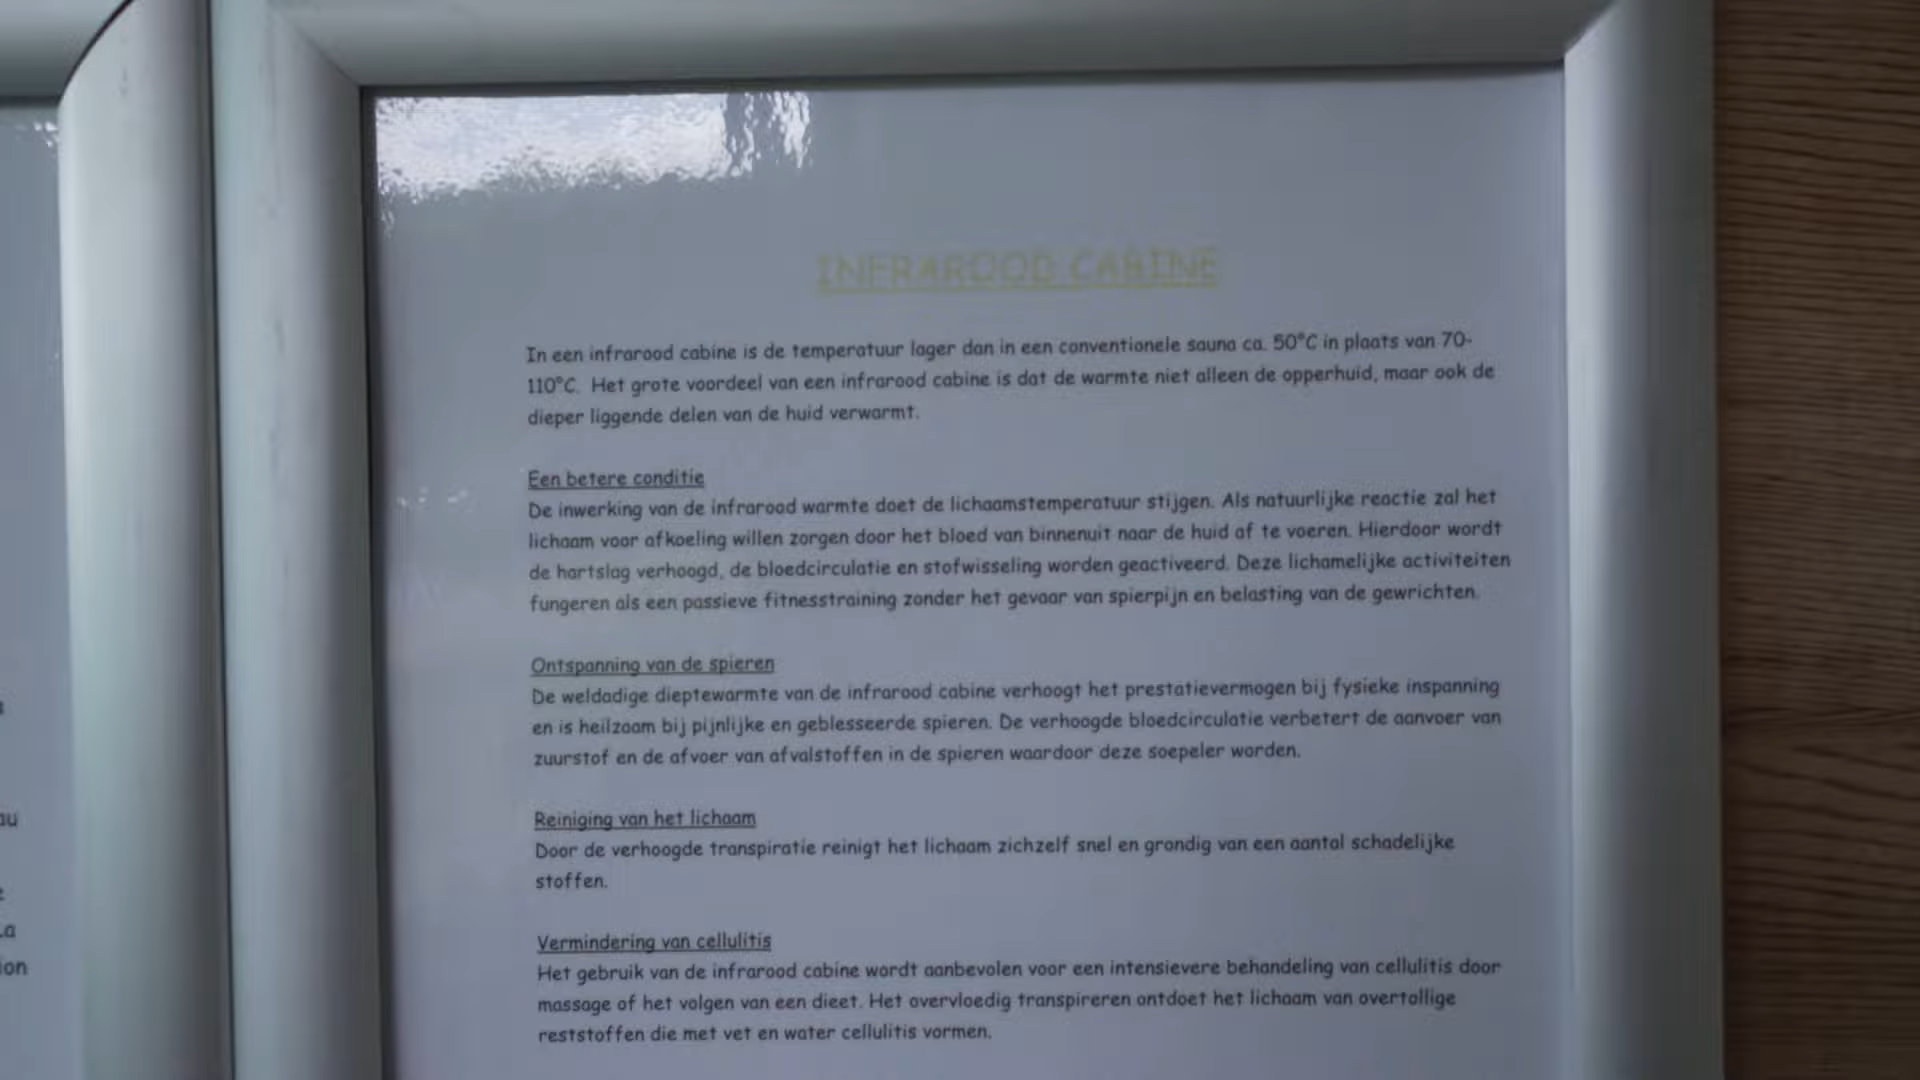 INFRAROOD CABINE
In een infrarood cabine is de temperatuur lager dan in een conventionele sauna ca. 50°C in plaats van 70-
110°C. Het grote voordeel van een infrarood cabine is dat de warmte niet alleen de opperhuid, maar ook de
dieper liggende delen van de huid verwarmt.
Een betere conditie
De inwerking van de infrarood warmte doet de lichaamstemperatuur stijgen. Als natuurlijke reactie zal het
lichaam voor afkoeling willen zorgen door het bloed van binnenuit naar de huid af te voeren. Hierdoor wordt
de hartslag verhoogd, de bloedcirculatie en stofwisseling worden geactiveerd. Deze lichamelijke activiteiten
fungeren als een passieve fitnesstraining zonder het gevaar van spierpijn en belasting van de gewrichten.
Ontspanning van de spieren
De weldadige dieptewarmte van de infrarood cabine verhoogt het prestatievermogen bij fysieke inspanning
en is heilzaam bij pijnlijke en geblesseerde spieren. De verhoogde bloedcirculatie verbetert de aanvoer van
zuurstof en de afvoer van afvalstoffen in de spieren waardoor deze soepeler worden.
Reiniging van het lichaam
Door de verhoogde transpiratie reinigt het lichaam zichzelf snel en grondig van een aantal schadelijke
stoffen.
Vermindering van cellulitis
Het gebruik van de infrarood cabine wordt aanbevolen voor een intensievere behandeling van cellulitis door
massage of het volgen van een dieet. Het overvloedig transpireren ontdoet het lichaam van overtollige
reststoffen die met vet en water cellulitis vormen.